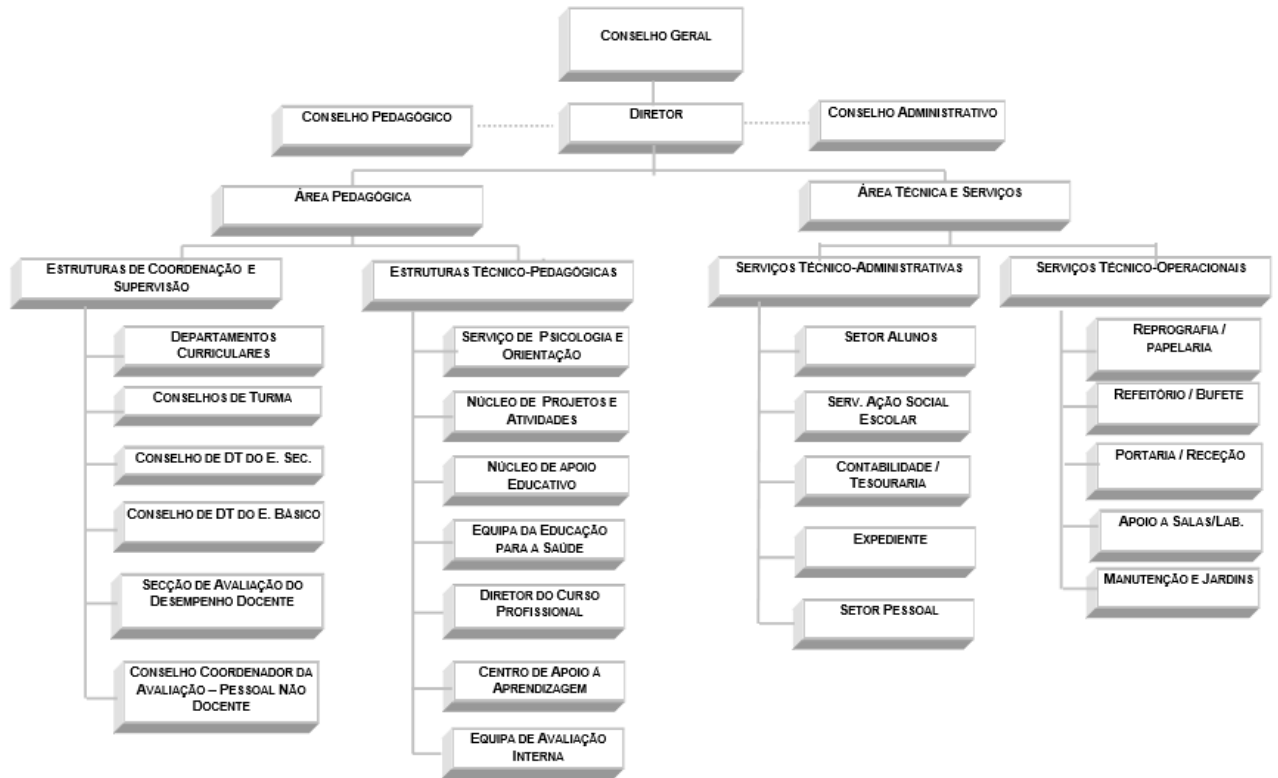 CONSELHO GERAL
CONSELHO PEDAGÓGICO
DIRETOR
CONSELHO ADMINISTRATIVO
ÁREA PEDAGÓGICA
ÁREA TÉCNICA E SERVIÇOS
ESTRUTURAS DE COORDENAÇÃO E
SUPERVISÃO
ESTRUTURAS TÉCNICO-PEDAGÓGICAS
SERVIÇOS TÉCNICO-ADMINISTRATIVAS
SERVIÇOS TÉCNICO-OPERACIONAIS
DEPARTAMENTOS
CURRICULARES
CONSELHOS DE TURMA
CONSELHO DE DT DO E. SEC.
CONSELHO DE DT DO E. BÁSICO
SECÇÃO DE AVALIAÇÃO DO
DESEMPENHO DOCENTE
CONSELHO COORDENADOR DA
AVALIAÇÃO – PESSOAL NÃO
DOCENTE
SERVIÇO DE PSICOLOGIA E
ORIENTAÇÃO
NÚCLEO DE PROJETOS E
ATIVIDADES
NÚCLEO DE APOIO
EDUCATIVO
EQUIPA DA EDUCAÇÃO
PARA A SAÚDE
DIRETOR DO CURSO
PROFISSIONAL
CENTRO DE APOIO Á
APRENDIZAGEM
EQUIPA DE AVALIAÇÃO
INTERNA
SETOR ALUNOS
SERV. AÇÃO SOCIAL
ESCOLAR
CONTABILIDADE /
TESOURARIA
EXPEDIENTE
SETOR PESSOAL
REPROGRAFIA /
PAPELARIA
REFEITÓRIO / BUFETE
PORTARIA / RECEÇÃO
APOIO A SALAS/LAB.
MANUTENÇÃO E JARDINS